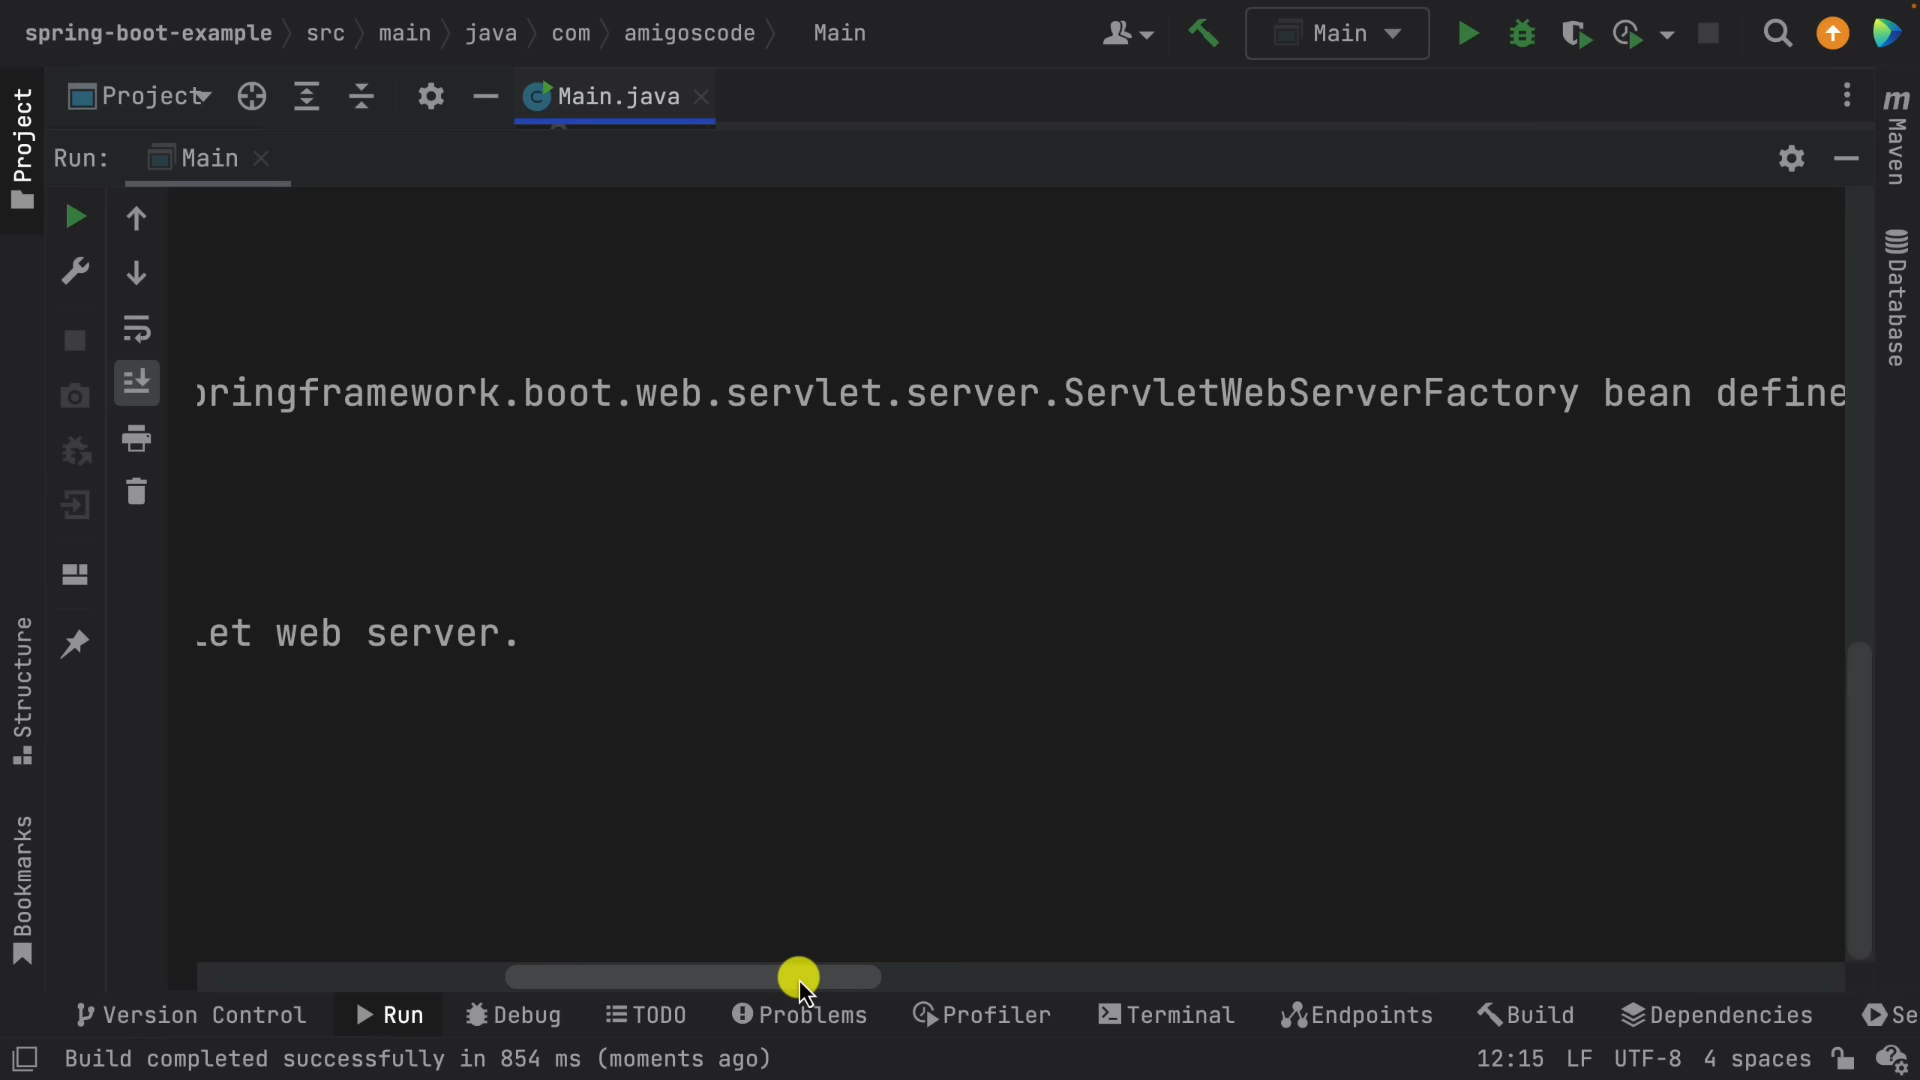 spring-boot-example src main java com amigoscode Main
Main
Project
Main.java
Run: Main
Project
Structure
Bookmarks
pringframework.boot.web.servlet.server.ServletWebServerFactory bean define
let web server.
m Maven
Database
Version Control Run Debug TODO Problems Profiler Terminal Endpoints Build Dependencies Se
Build completed successfully in 854 ms (moments ago) 12:15 LF UTF-8 4 spaces